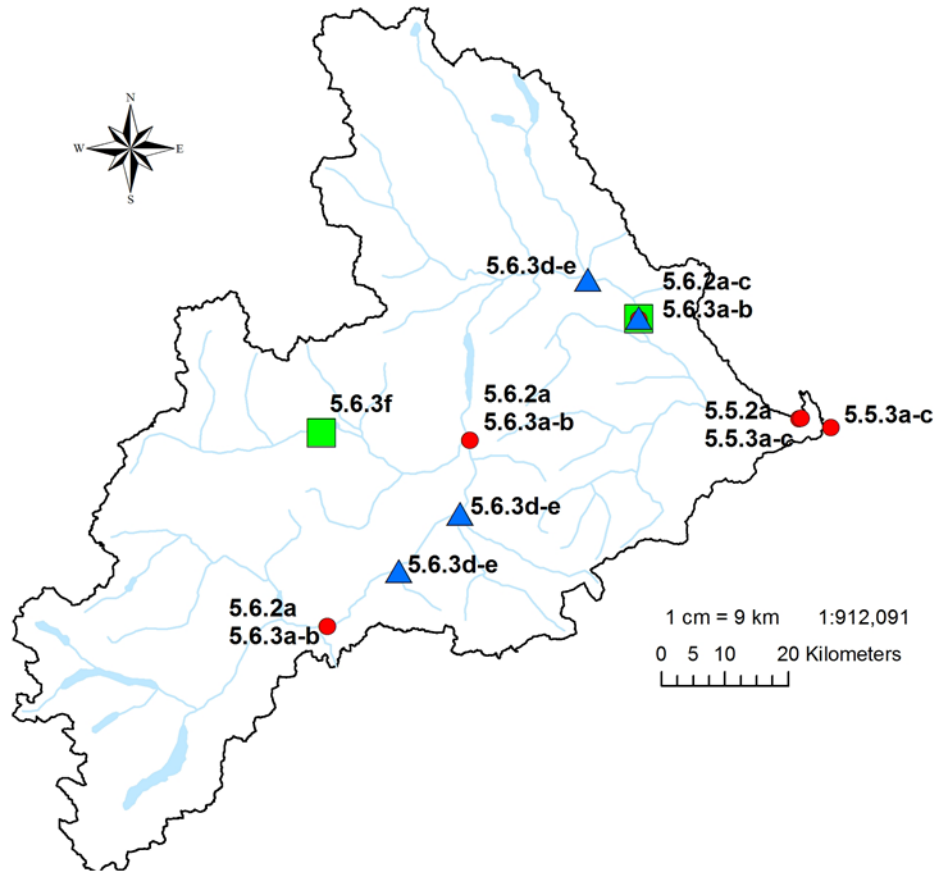 N
W
E
S
5.6.3d-e
5.6.2a-c
5.6.3a-b
5.6.2a
5.6.3a-b
5.6.3f
5.5.2a
5.5.3a-c
5.5.3a-c
5.6.3d-e
5.6.3d-e
5.6.2a
5.6.3a-b
1 cm = 9 km 1:912,091
0 5 10 20 Kilometers